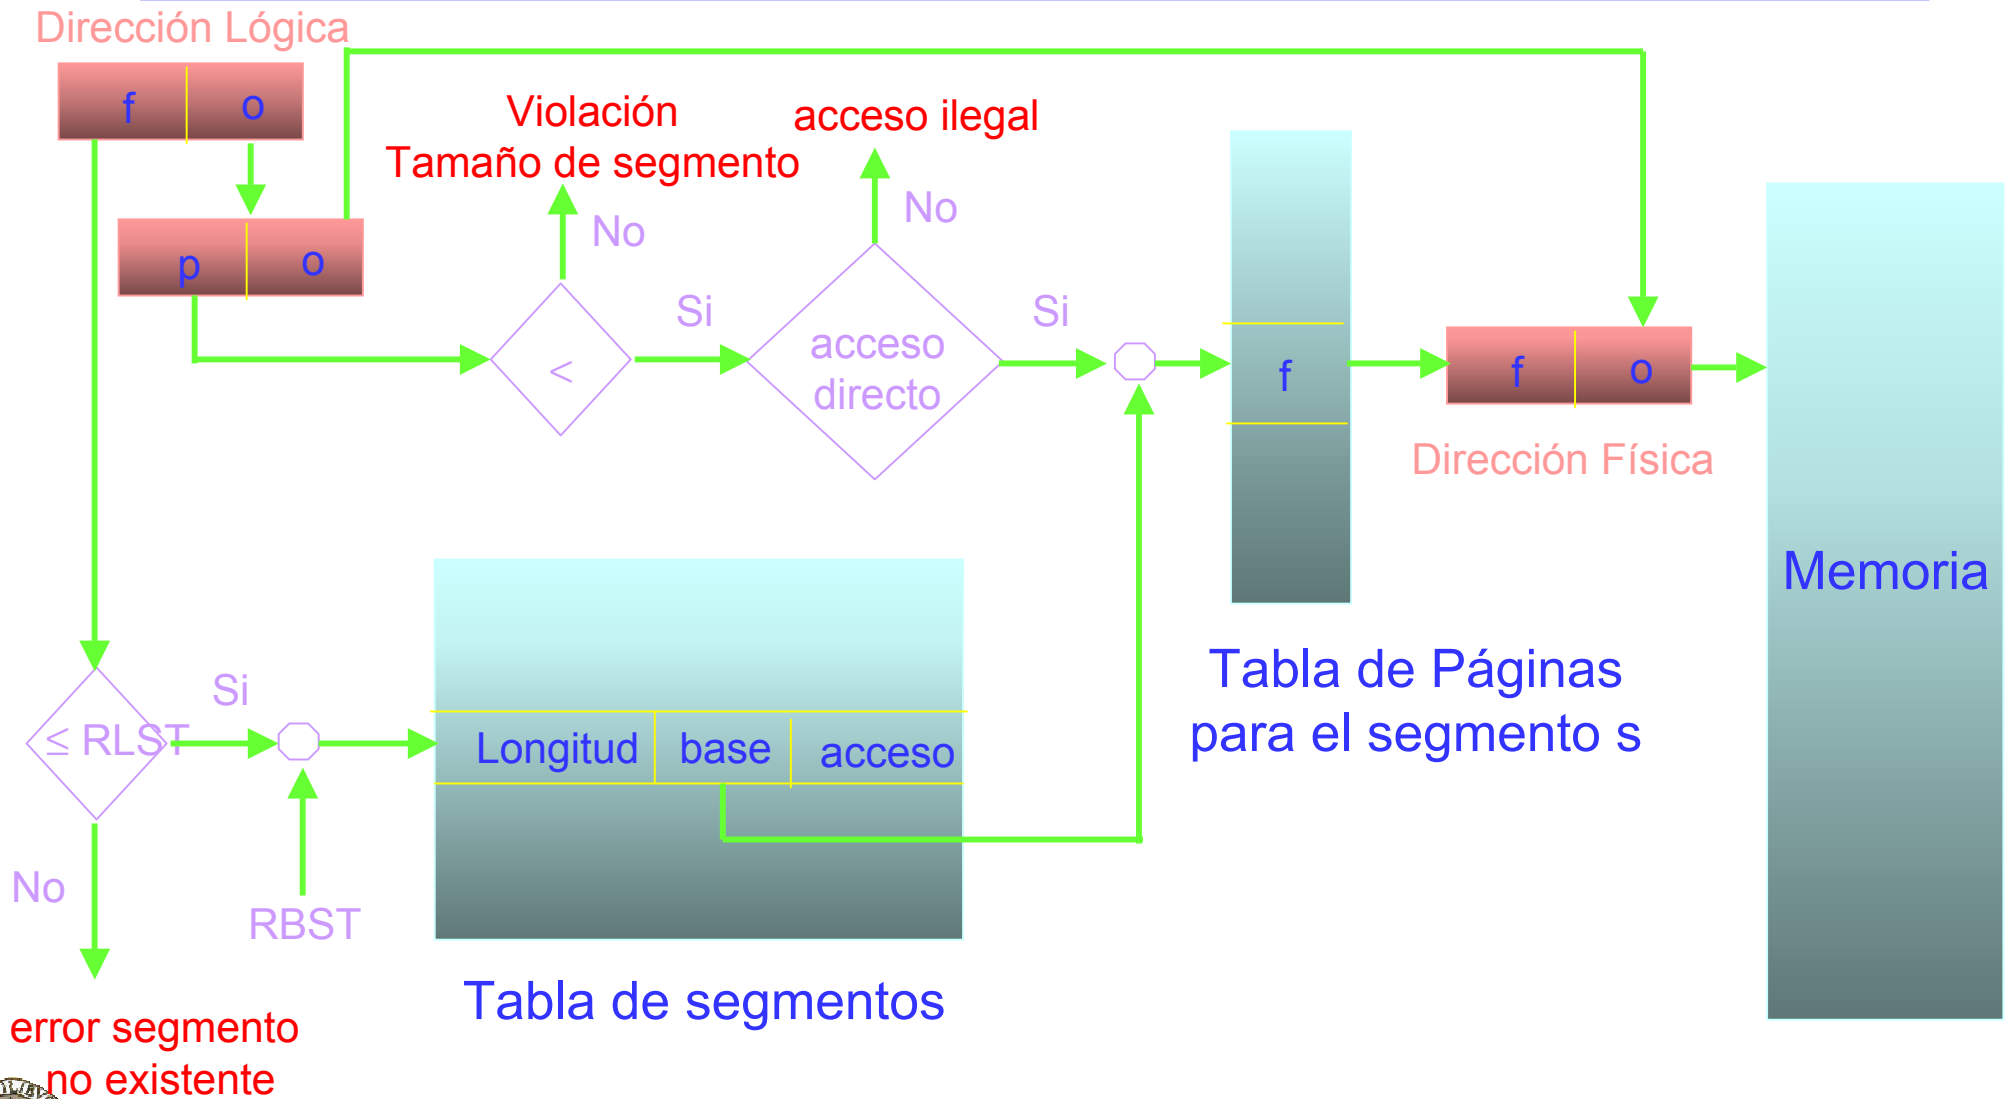 Dirección Lógica
f o
p o
Violación
Tamaño de segmento
No
<
Si
acceso ilegal
No
acceso
directo
Si
f
f o
Dirección Física
Memoria
Tabla de Páginas
para el segmento s
≤ RLST
Si
No
RBST
Longitud base acceso
Tabla de segmentos
error segmento
no existente